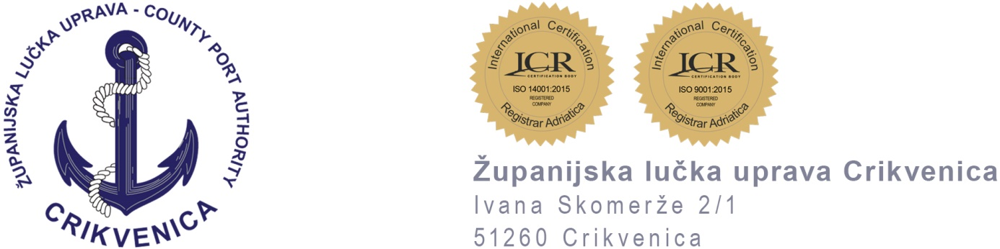 ŽUPANIJSKA LUČKA UPRAVA - COUNTY PORT AUTHORITY
CRIKVENICA
International Certification
ICR
CERTIFICATION BODY
ISO 14001:2015
REGISTERED
COMPANY
Registrar Adriatica
International Certification
ICR
CERTIFICATION BODY
ISO 9001:2015
REGISTERED
COMPANY
Registrar Adriatica
Županijska lučka uprava Crikvenica
Ivana Skomerže 2/1
51260 Crikvenica